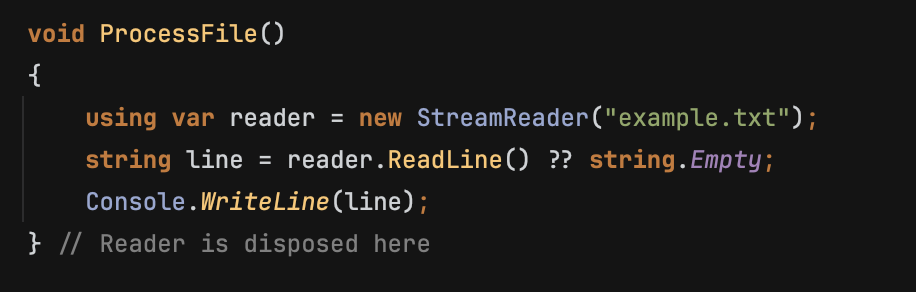 void ProcessFile()
{
    using var reader = new StreamReader("example.txt");
    string line = reader.ReadLine() ?? string.Empty;
    Console.WriteLine(line);
} // Reader is disposed here